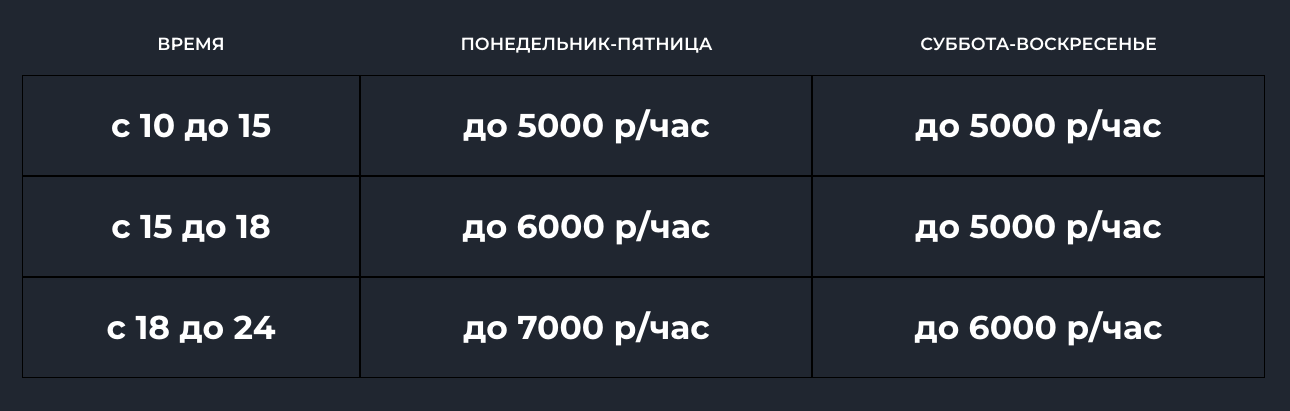 ВРЕМЯ ПОНЕДЕЛЬНИК-ПЯТНИЦА СУББОТА-ВОСКРЕСЕНЬЕ
с 10 до 15 до 5000 р/час до 5000 р/час
с 15 до 18 до 6000 р/час до 5000 р/час
с 18 до 24 до 7000 р/час до 6000 р/час